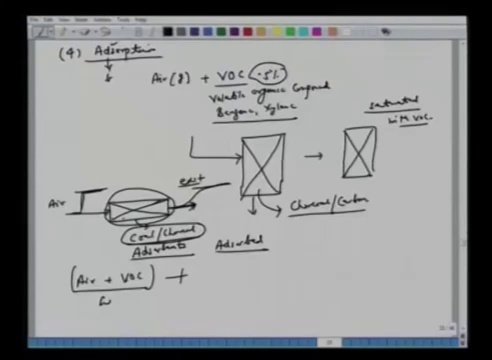 (4) Adsorption
Air(g) + VOC .5%
Volatile organic Compound
Benzene, Xylene
saturated
with VOC.
exit
Air
Charcoal/Carbon
Coal/Charcoal
Adsorbents
Adsorbed
(Air + VOC) +